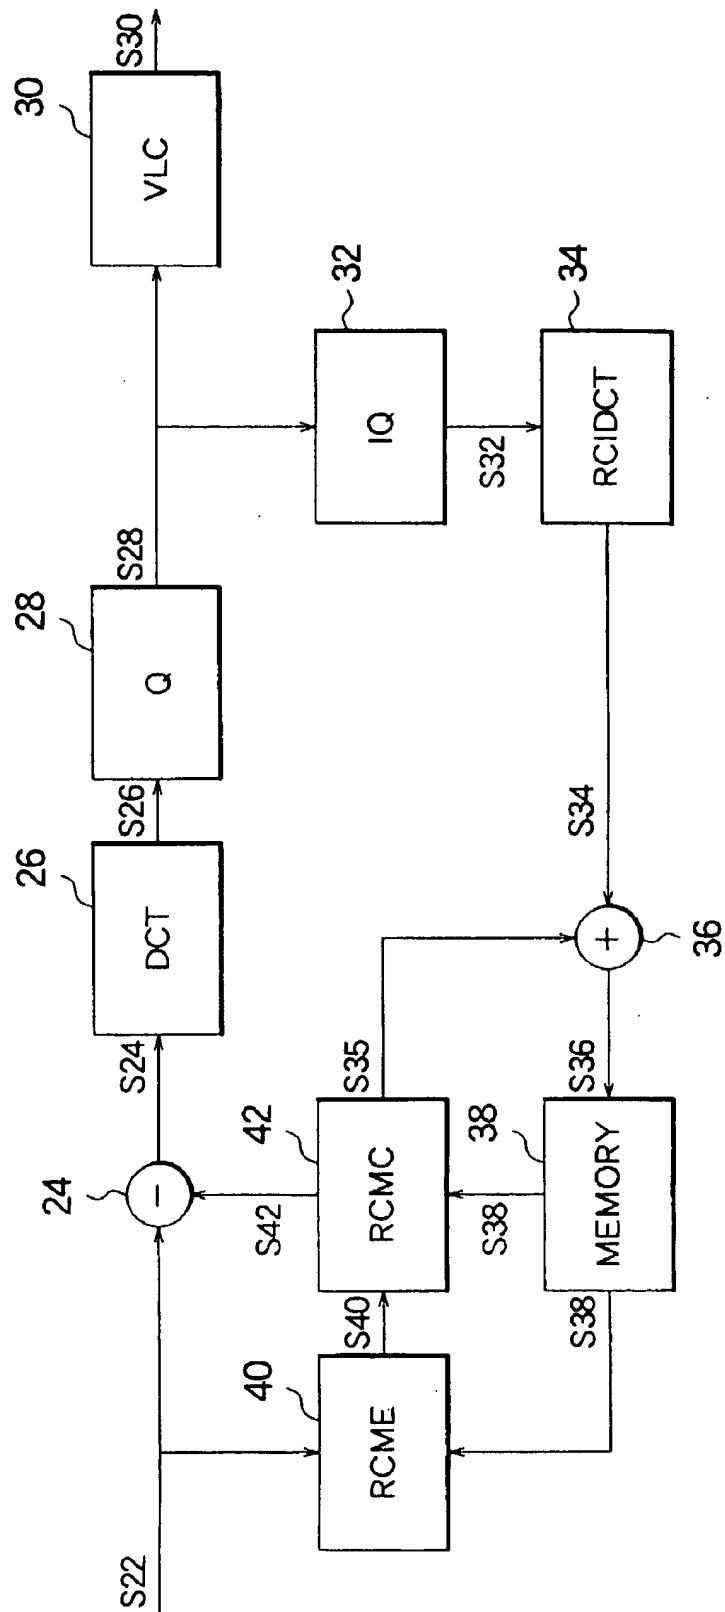 S22
24
S24
26
DCT
S26
28
Q
S28
30
VLC
S30
32
IQ
S32
34
RCIDCT
S34
36
+
S36
38
MEMORY
S38
S38
40
RCME
S40
42
RCMC
S42
S35
-